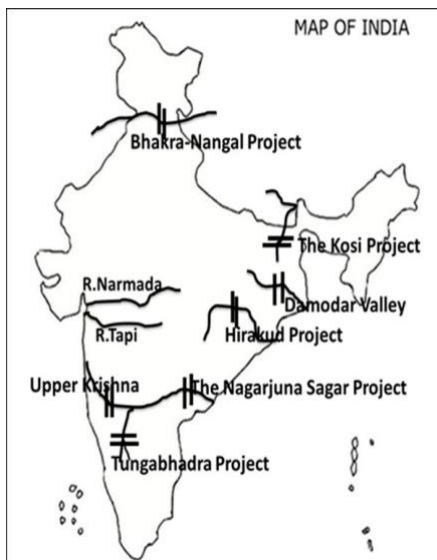 MAP OF INDIA
Bhakra-Nangal Project
The Kosi Project
R.Narmada
Damodar Valley
R.Tapi
Hirakud Project
Upper Krishna
The Nagarjuna Sagar Project
Tungabhadra Project